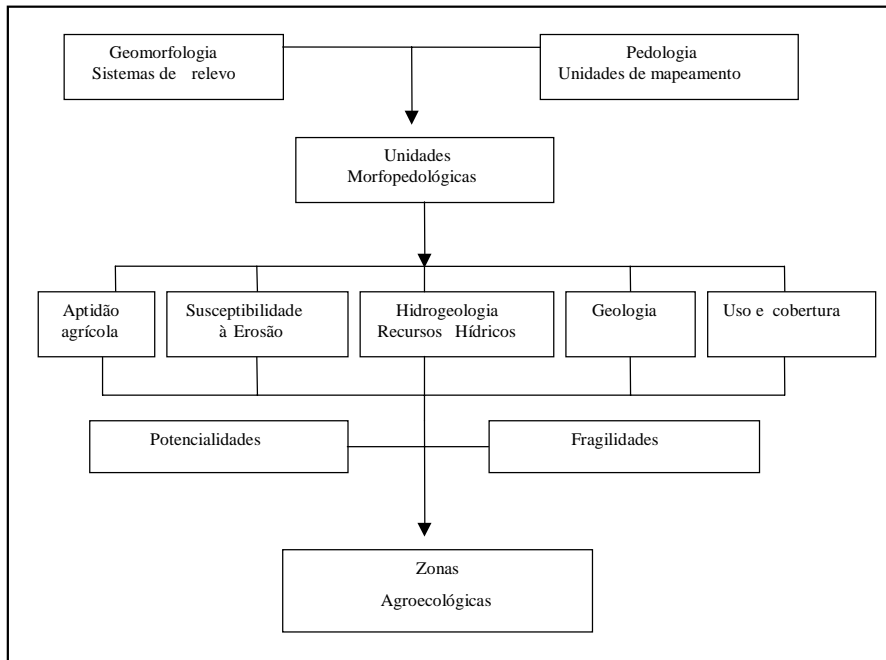 Geomorfologia
Sistemas de relevo
Pedologia
Unidades de mapeamento
Unidades
Morfopedológicas
Aptidão
agrícola
Susceptibilidade
à Erosão
Hidrogeologia
Recursos Hídricos
Geologia
Uso e cobertura
Potencialidades
Fragilidades
Zonas
Agroecológicas